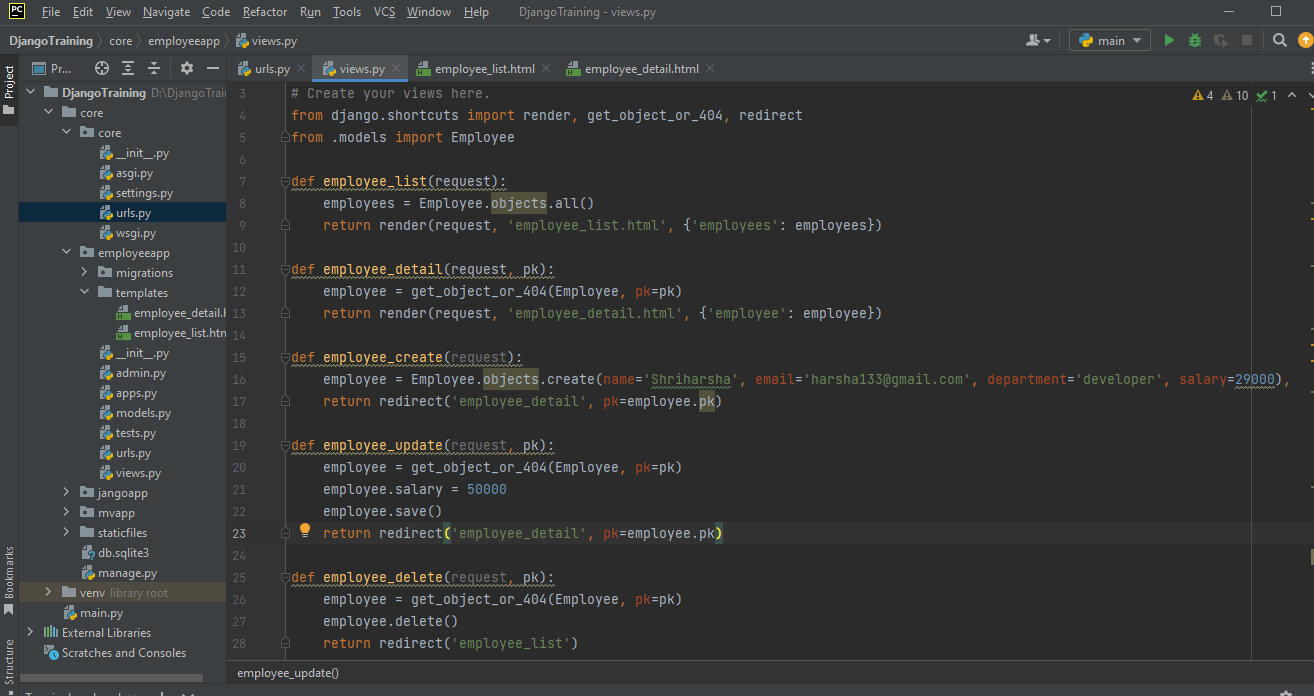 PC File Edit View Navigate Code Refactor Run Tools VCS Window Help DjangoTraining - views.py
DjangoTraining core employeeapp views.py main
Project Pr... urls.py views.py employee_list.html employee_detail.html
DjangoTraining D:\DjangoTrai
core
core
__init__.py
asgi.py
settings.py
urls.py
wsgi.py
employeeapp
migrations
templates
employee_detail.h
employee_list.htm
__init__.py
admin.py
apps.py
models.py
tests.py
urls.py
views.py
jangoapp
mvapp
staticfiles
db.sqlite3
manage.py
venv library root
main.py
External Libraries
Scratches and Consoles
Bookmarks
Structure
4 10 1
3 # Create your views here.
4 from django.shortcuts import render, get_object_or_404, redirect
5 from .models import Employee
6
7 def employee_list(request):
8 employees = Employee.objects.all()
9 return render(request, 'employee_list.html', {'employees': employees})
10
11 def employee_detail(request, pk):
12 employee = get_object_or_404(Employee, pk=pk)
13 return render(request, 'employee_detail.html', {'employee': employee})
14
15 def employee_create(request):
16 employee = Employee.objects.create(name='Shriharsha', email='harsha133@gmail.com', department='developer', salary=29000),
17 return redirect('employee_detail', pk=employee.pk)
18
19 def employee_update(request, pk):
20 employee = get_object_or_404(Employee, pk=pk)
21 employee.salary = 50000
22 employee.save()
23 return redirect('employee_detail', pk=employee.pk)
24
25 def employee_delete(request, pk):
26 employee = get_object_or_404(Employee, pk=pk)
27 employee.delete()
28 return redirect('employee_list')
employee_update()